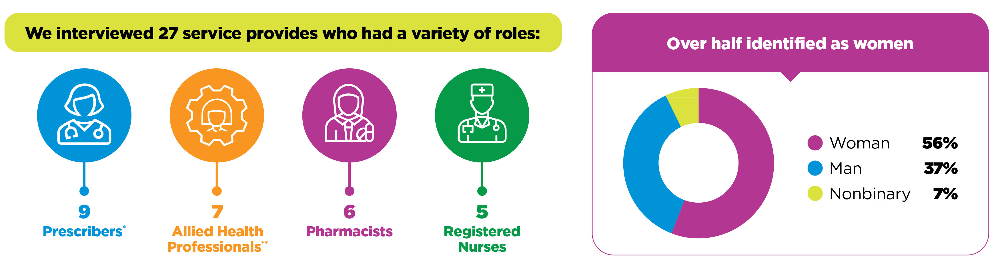 We interviewed 27 service provides who had a variety of roles:
9
Prescribers*
7
Allied Health
Professionals**
6
Pharmacists
5
Registered
Nurses
Over half identified as women
Woman 56%
Man 37%
Nonbinary 7%